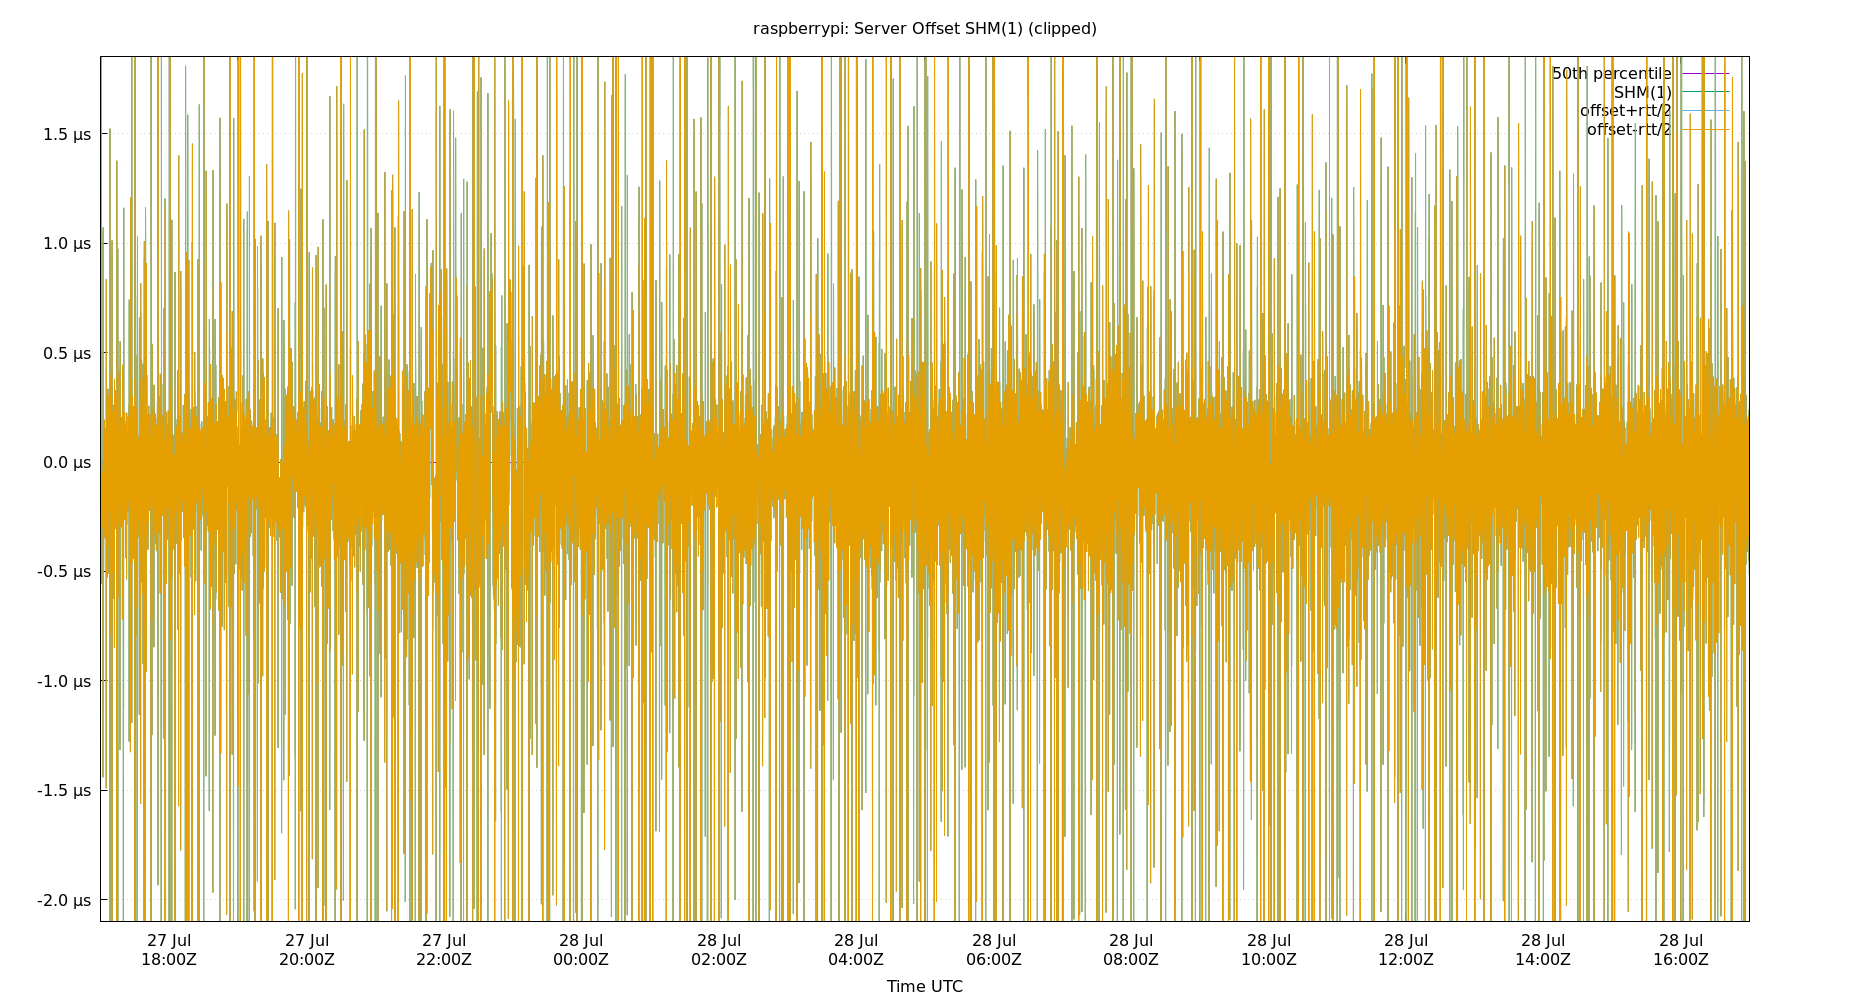 raspberrypi: Server Offset SHM(1) (clipped)
50th percentile
SHM(1)
offset+rtt/2
offset-rtt/2
1.5 µs
1.0 µs
0.5 µs
0.0 µs
-0.5 µs
-1.0 µs
-1.5 µs
-2.0 µs
27 Jul 27 Jul 27 Jul 28 Jul 28 Jul 28 Jul 28 Jul 28 Jul 28 Jul 28 Jul 28 Jul 28 Jul
18:00Z 20:00Z 22:00Z 00:00Z 02:00Z 04:00Z 06:00Z 08:00Z 10:00Z 12:00Z 14:00Z 16:00Z
Time UTC